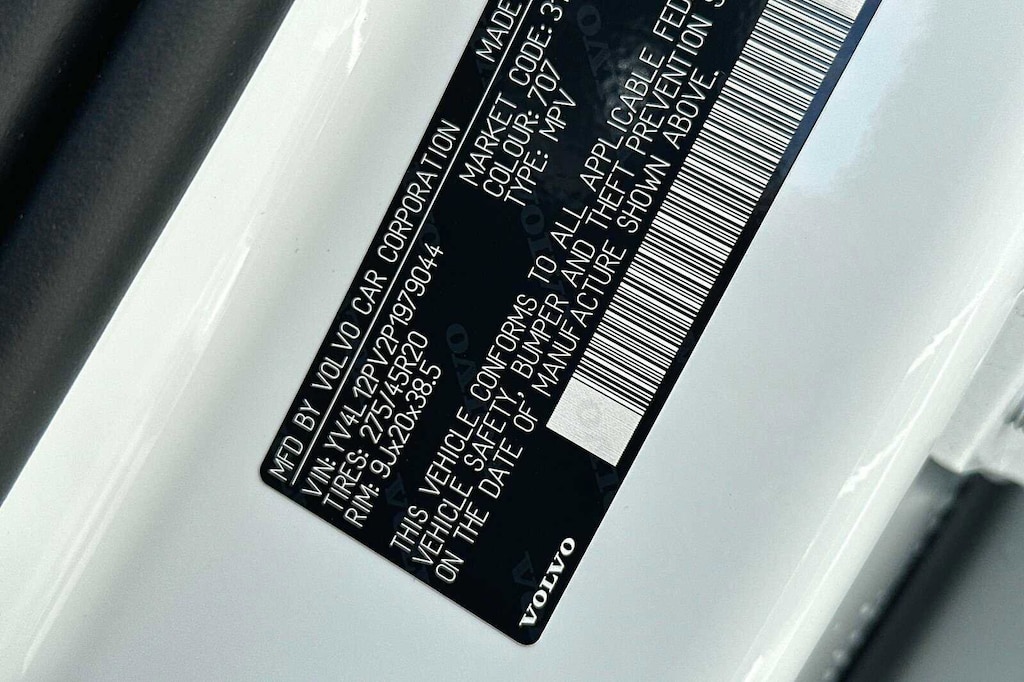 MFD BY VOLVO CAR CORPORATION MADE
VIN: YV4L12PV2P1979044
TIRES: 275/45R20
RIM: 9Jx20x38.5
MARKET CODE: 31
COLOUR: 707
TYPE: MPV
THIS VEHICLE CONFORMS TO ALL APPLICABLE FED
VEHICLE SAFETY, BUMPER AND THEFT PREVENTION S
ON THE DATE OF MANUFACTURE SHOWN ABOVE.
VOLVO